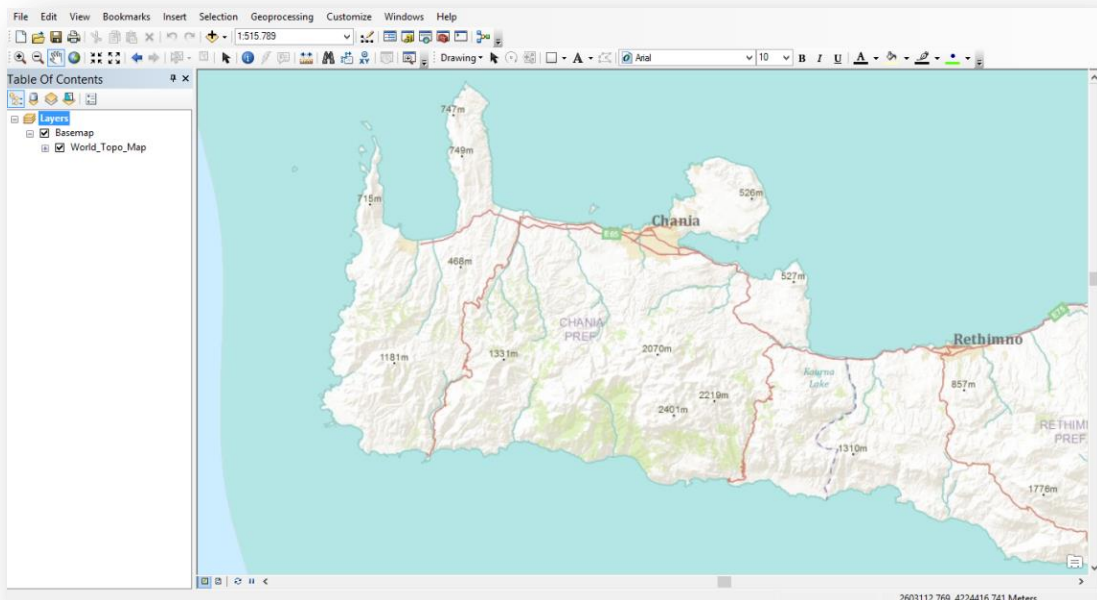 File Edit View Bookmarks Insert Selection Geoprocessing Customize Windows Help
1:515.789
Drawing Arial 10 B I U A
Table Of Contents
Layers
Basemap
World_Topo_Map
747m
749m
715m
526m
Chania
E65
468m
527m
CHANIA
PREF.
Rethimno
1181m
1331m
2070m
Kourna
Lake
857m
2219m
2401m
RETHIM
PREF.
1310m
1776m
2603112,769 4224416,741 Meters